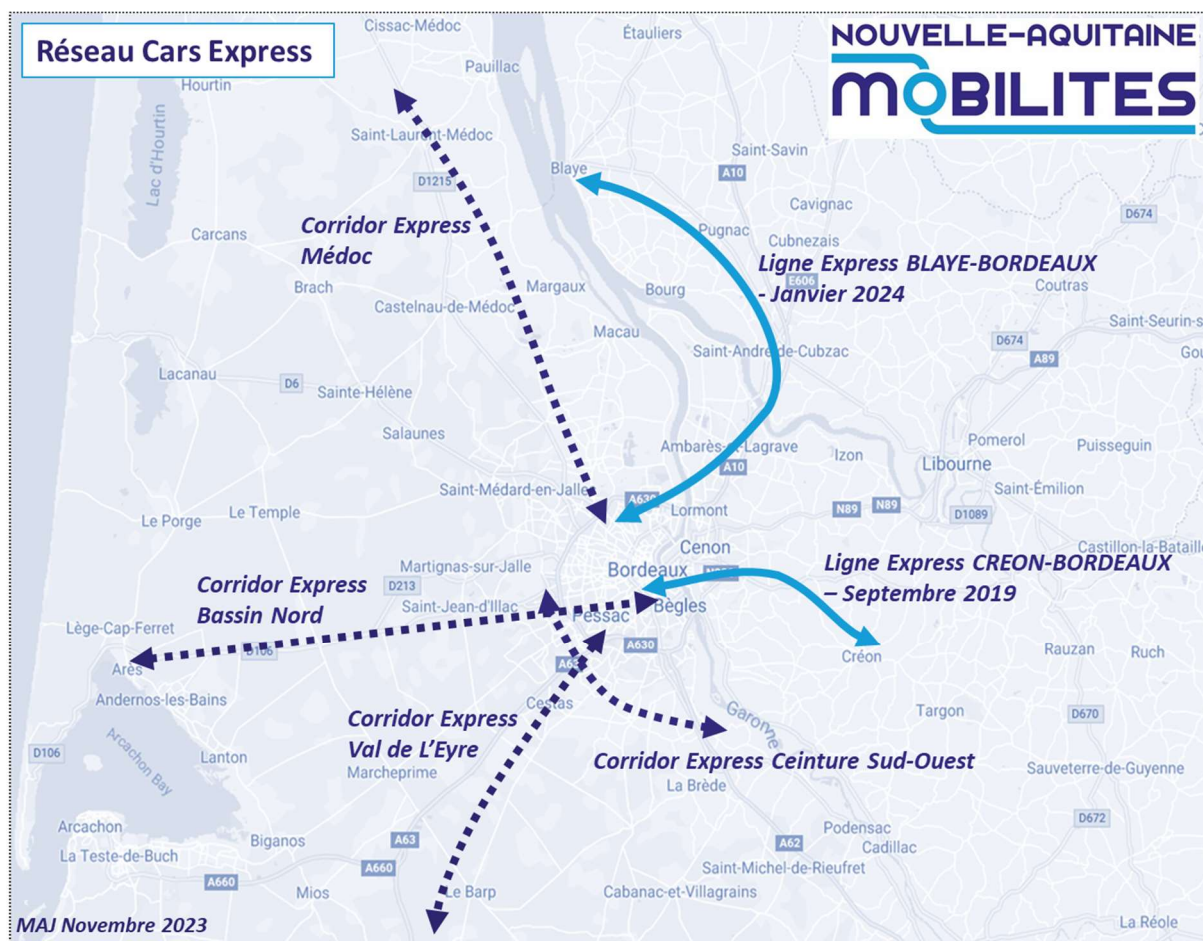 Réseau Cars Express
NOUVELLE-AQUITAINE
MOBILITES
Cissac-Médoc
Étauliers
Pauillac
Hourtin
Lac d'Hourtin
Saint-Laurent-Médoc
Saint-Savin
Blaye
A10
D1215
Cavignac
D674
Corridor Express
Médoc
Carcans
Pugnac
Cubnezais
Ligne Express BLAYE-BORDEAUX
- Janvier 2024
E606
Brach
Margaux
Bourg
Coutras
Castelnau-de-Médoc
Macau
Saint-Seurin-s
Saint-André-de-Cubzac
D674
A89
Gou
Lacanau
D6
Sainte-Hélène
Salaunes
Ambarès-et-Lagrave
Pomerol
Puisseguin
Izon
Libourne
A10
Saint-Médard-en-Jalle
Saint-Émilion
A630
Le Porge
Le Temple
Lormont
N89
N89
D1089
Cenon
Castillon-la-Bataille
Martignas-sur-Jalle
Bordeaux
Ligne Express CREON-BORDEAUX
– Septembre 2019
Corridor Express
Bassin Nord
D213
Saint-Jean-d'Illac
Pessac
Bègles
Lège-Cap-Ferret
A630
D106
Arès
A63
Créon
Rauzan
Ruch
Andernos-les-Bains
Cestas
Targon
D670
Corridor Express
Val de L'Eyre
Garonne
D106
Arcachon Bay
Lanton
Marcheprime
Corridor Express Ceinture Sud-Ouest
Sauveterre-de-Guyenne
La Brède
Arcachon
Biganos
A63
Podensac
D672
La Teste-de-Buch
A62
Cadillac
A660
A660
Saint-Michel-de-Rieufret
Mios
Le Barp
Cabanac-et-Villagrains
MAJ Novembre 2023
La Réole